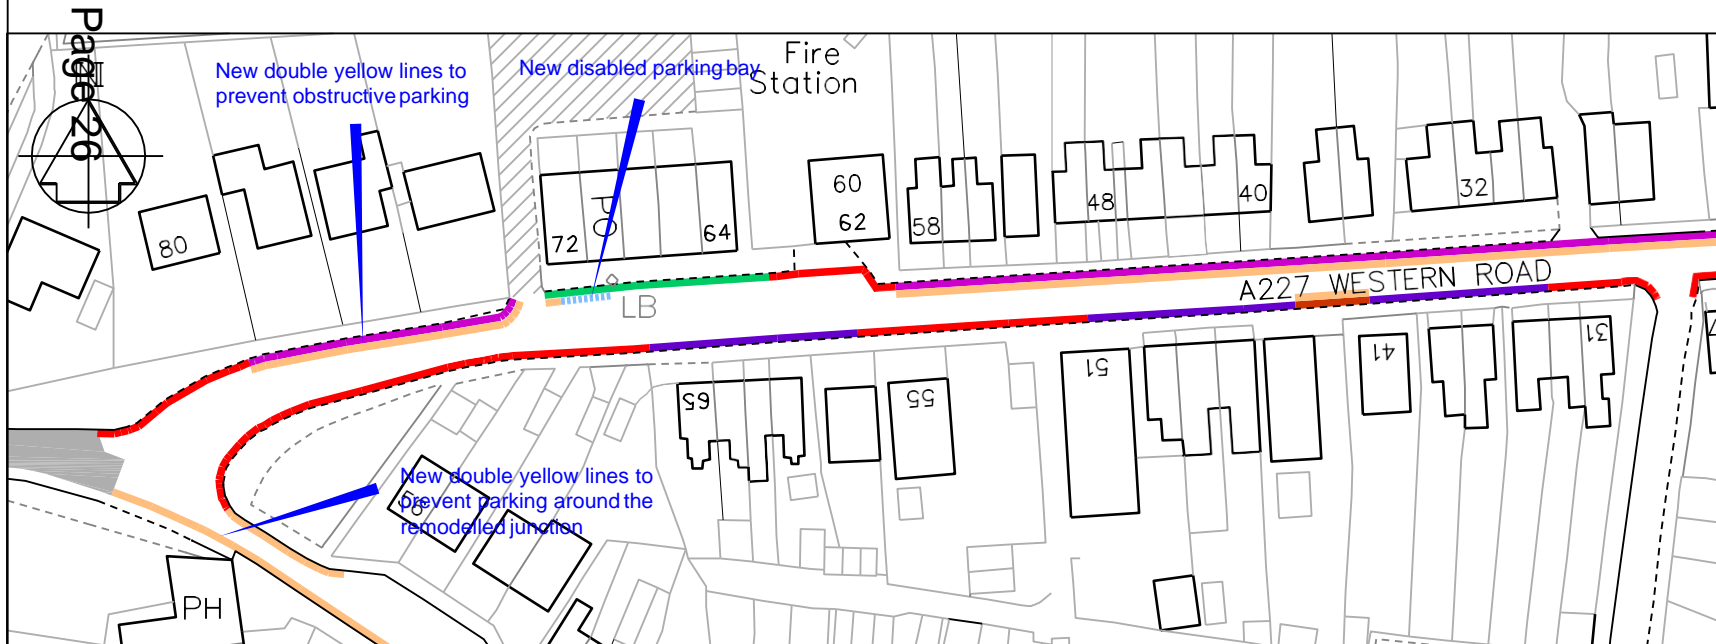 Page 26
N
New double yellow lines to
prevent obstructive parking
New disabled parking bay
Fire
Station
80
72
PO
64
60
62
58
48
40
32
LB
A227 WESTERN ROAD
65
55
51
41
31
New double yellow lines to
prevent parking around the
remodelled junction
PH